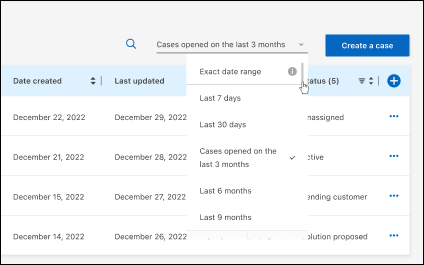 Cases opened on the last 3 months
Create a case
Date created
Last updated
Exact date range
tatus (5)
December 22, 2022
December 29, 2022
Last 7 days
nassigned
Last 30 days
December 21, 2022
December 28, 2022
Cases opened on the
last 3 months
ctive
December 15, 2022
December 27, 2022
Last 6 months
ending customer
Last 9 months
December 14, 2022
December 26, 2022
olution proposed